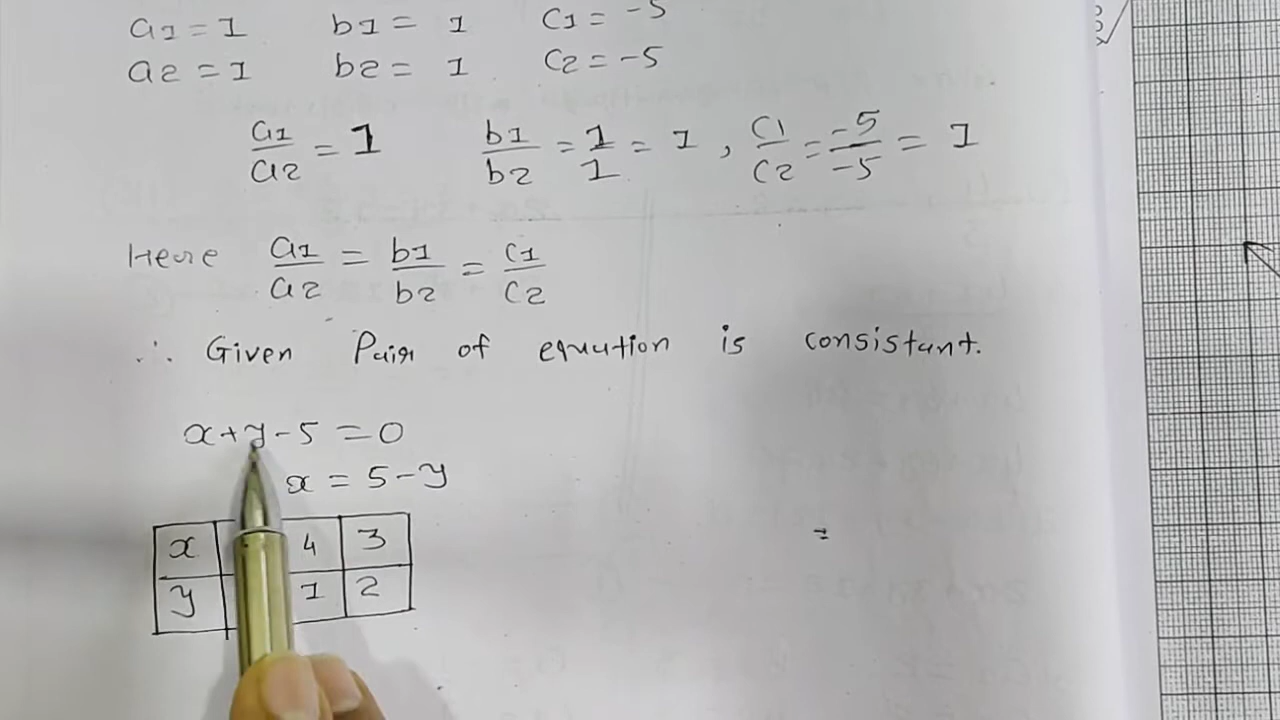 a1 = 1 b1 = 1 c1 = -5
a2 = 1 b2 = 1 c2 = -5
a1/a2 = 1 b1/b2 = 1/1 = 1 , c1/c2 = -5/-5 = 1
Here a1/a2 = b1/b2 = c1/c2
∴ Given Pair of equation is consistant.
x+y-5 = 0
x = 5-y
x 4 3
y 1 2
=